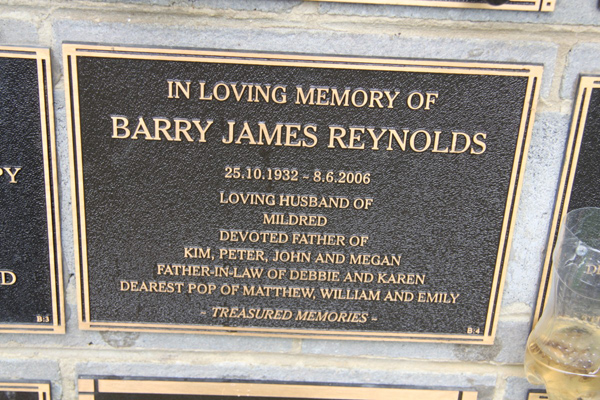 IN LOVING MEMORY OF
BARRY JAMES REYNOLDS
25.10.1932 - 8.6.2006
LOVING HUSBAND OF
MILDRED
DEVOTED FATHER OF
KIM, PETER, JOHN AND MEGAN
FATHER-IN-LAW OF DEBBIE AND KAREN
DEAREST POP OF MATTHEW, WILLIAM AND EMILY
- TREASURED MEMORIES -
B:4
B:3